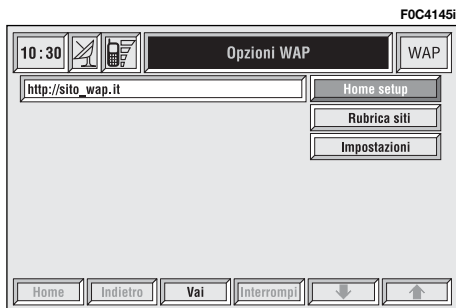 F0C4145i
10:30 Opzioni WAP WAP
http://sito_wap.it Home setup
Rubrica siti
Impostazioni
Home Indietro Vai Interrompi